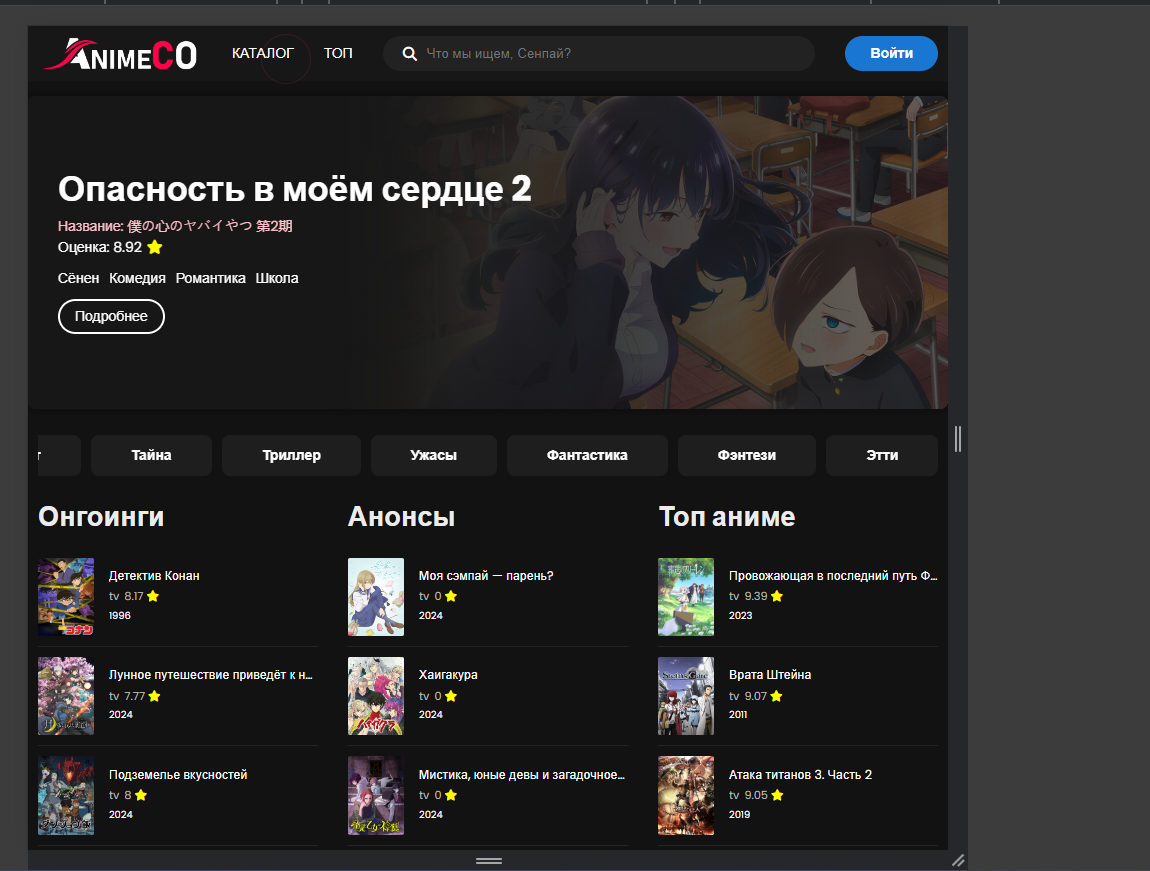 ANIMECO
КАТАЛОГ
ТОП
Что мы ищем, Сенпай?
Войти
Опасность в моём сердце 2
Название: 僕の心のヤバイやつ 第2期
Оценка: 8.92
Сёнен Комедия Романтика Школа
Подробнее
т
Тайна
Триллер
Ужасы
Фантастика
Фэнтези
Этти
Онгоинги
Детектив Конан
tv 8.17
1996
Лунное путешествие приведёт к н...
tv 7.77
2024
Подземелье вкусностей
tv 8
2024
Анонсы
Моя сэмпай — парень?
tv 0
2024
Хаигакура
tv 0
2024
Мистика, юные девы и загадочное...
tv 0
2024
Топ аниме
Провожающая в последний путь Ф...
tv 9.39
2023
Врата Штейна
tv 9.07
2011
Атака титанов 3. Часть 2
tv 9.05
2019